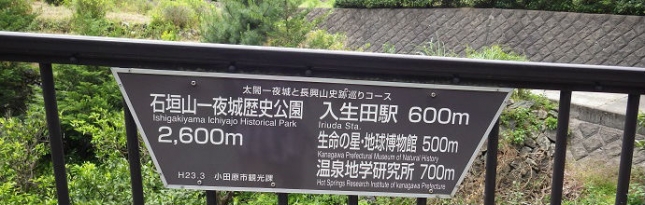 太閤一夜城と長興山史跡巡りコース
石垣山一夜城歴史公園
Ishigakiyama Ichiyajo Historical Park
2,600m
入生田駅 600m
Iriuda Sta.
生命の星・地球博物館 500m
Kanagawa Prefectural Museum of Natural History
温泉地学研究所 700m
Hot Springs Research Institute of kanagawa Prefecture
H23.3 小田原市観光課